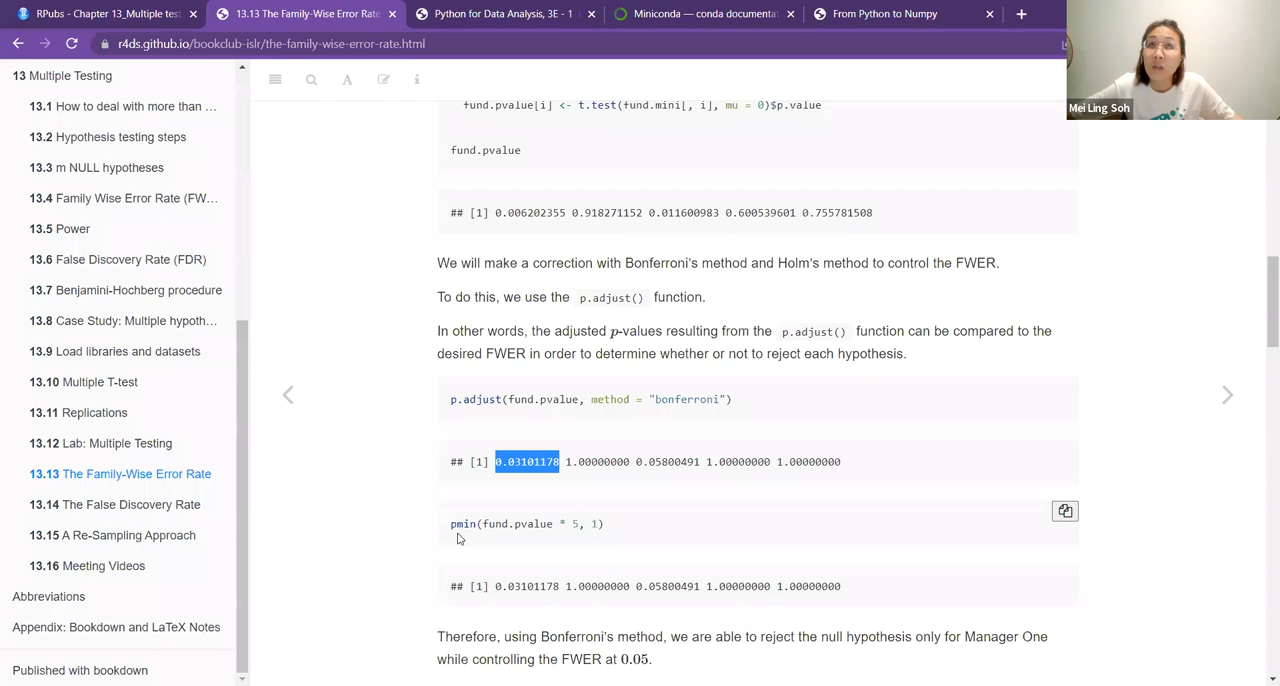 RPubs - Chapter 13_Multiple test
13.13 The Family-Wise Error Rate
Python for Data Analysis, 3E - 1
Miniconda — conda documentat
From Python to Numpy
r4ds.github.io/bookclub-islr/the-family-wise-error-rate.html
Mei Ling Soh
13 Multiple Testing
13.1 How to deal with more than …
13.2 Hypothesis testing steps
13.3 m NULL hypotheses
13.4 Family Wise Error Rate (FW…
13.5 Power
13.6 False Discovery Rate (FDR)
13.7 Benjamini-Hochberg procedure
13.8 Case Study: Multiple hypoth…
13.9 Load libraries and datasets
13.10 Multiple T-test
13.11 Replications
13.12 Lab: Multiple Testing
13.13 The Family-Wise Error Rate
13.14 The False Discovery Rate
13.15 A Re-Sampling Approach
13.16 Meeting Videos
Abbreviations
Appendix: Bookdown and LaTeX Notes
Published with bookdown
fund.pvalue[i] <- t.test(fund.mini[, i], mu = 0)$p.value
fund.pvalue
## [1] 0.006202355 0.918271152 0.011600983 0.600539601 0.755781508
We will make a correction with Bonferroni's method and Holm's method to control the FWER.
To do this, we use the p.adjust() function.
In other words, the adjusted p-values resulting from the p.adjust() function can be compared to the
desired FWER in order to determine whether or not to reject each hypothesis.
p.adjust(fund.pvalue, method = "bonferroni")
## [1] 0.03101178 1.00000000 0.05800491 1.00000000 1.00000000
pmin(fund.pvalue * 5, 1)
## [1] 0.03101178 1.00000000 0.05800491 1.00000000 1.00000000
Therefore, using Bonferroni's method, we are able to reject the null hypothesis only for Manager One
while controlling the FWER at 0.05.